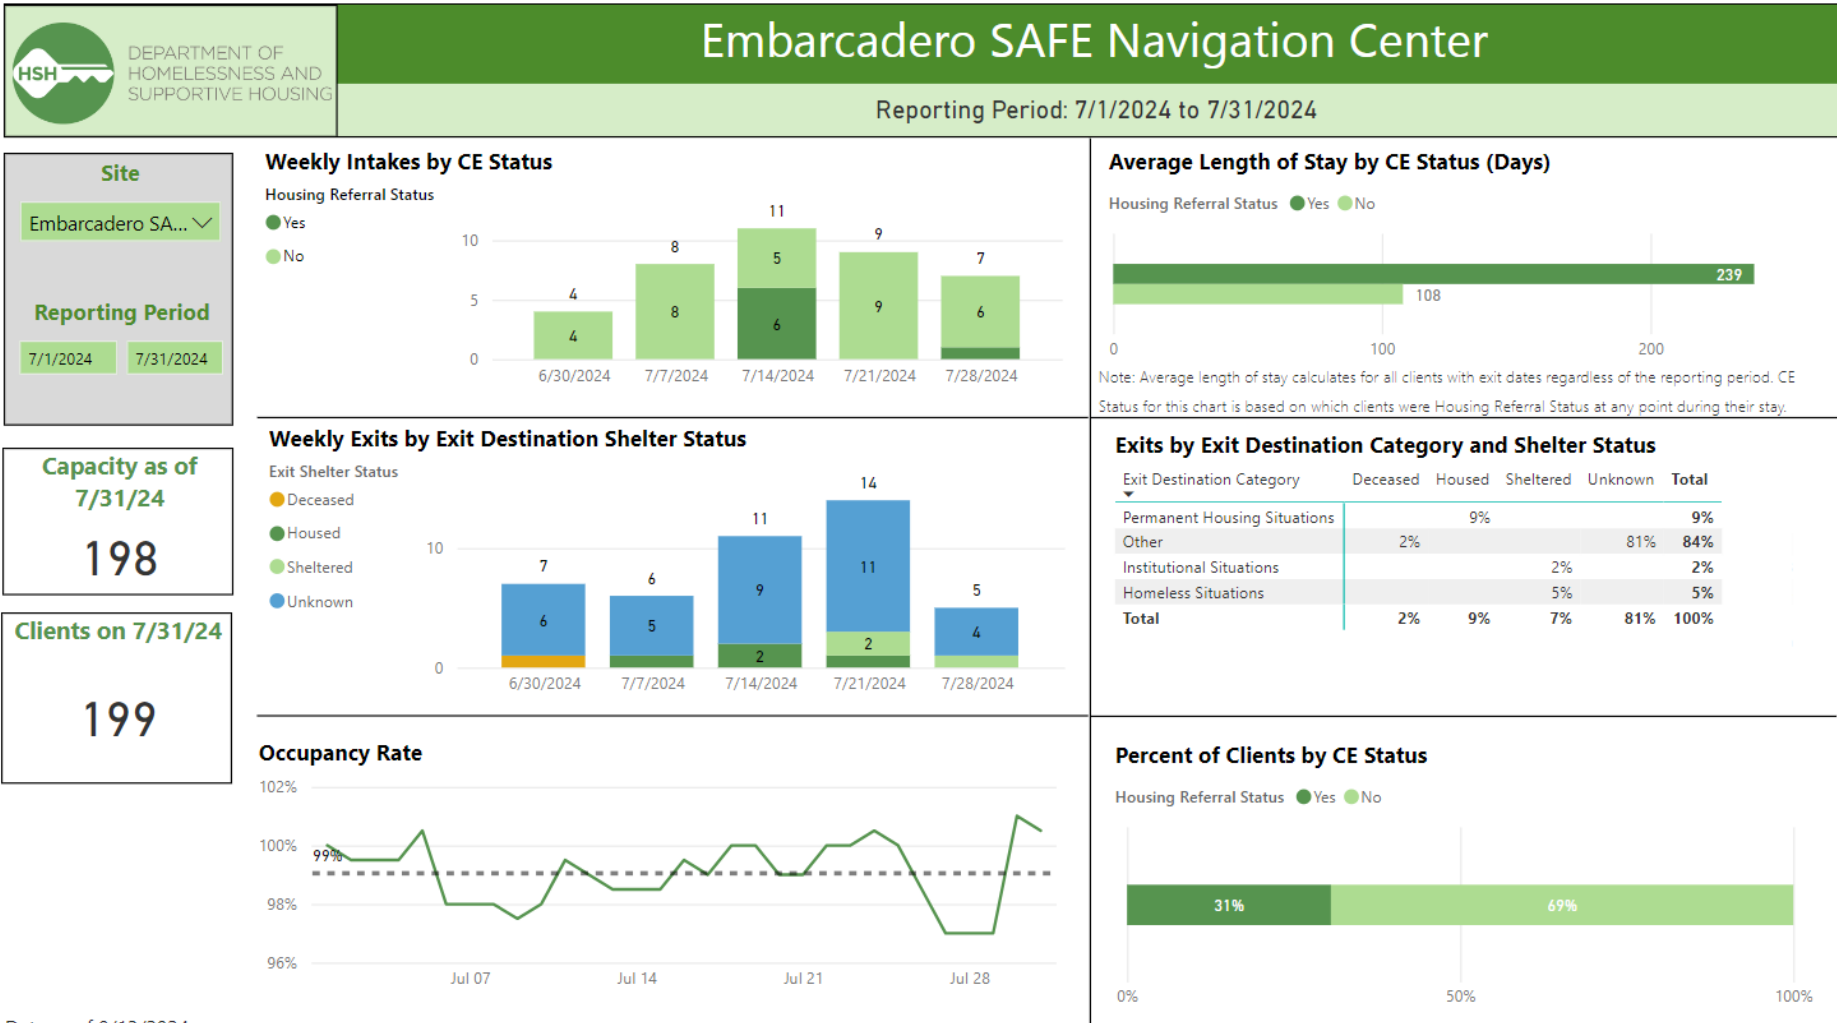 HSH
DEPARTMENT OF
HOMELESSNESS AND
SUPPORTIVE HOUSING
Embarcadero SAFE Navigation Center
Reporting Period: 7/1/2024 to 7/31/2024
Site
Embarcadero SA...
Reporting Period
7/1/2024 7/31/2024
Capacity as of
7/31/24
198
Clients on 7/31/24
199
Weekly Intakes by CE Status
Housing Referral Status
Yes
No
10
5
0
4
4
8
8
11
5
6
9
9
7
6
6/30/2024 7/7/2024 7/14/2024 7/21/2024 7/28/2024
Average Length of Stay by CE Status (Days)
Housing Referral Status Yes No
239
108
0 100 200
Note: Average length of stay calculates for all clients with exit dates regardless of the reporting period. CE
Status for this chart is based on which clients were Housing Referral Status at any point during their stay.
Weekly Exits by Exit Destination Shelter Status
Exit Shelter Status
Deceased
Housed
Sheltered
Unknown
10
0
7
6
6
5
11
9
2
14
11
2
5
4
6/30/2024 7/7/2024 7/14/2024 7/21/2024 7/28/2024
Exits by Exit Destination Category and Shelter Status
Exit Destination Category Deceased Housed Sheltered Unknown Total
Permanent Housing Situations 9% 9%
Other 2% 81% 84%
Institutional Situations 2% 2%
Homeless Situations 5% 5%
Total 2% 9% 7% 81% 100%
Occupancy Rate
102%
100%
98%
96%
99%
Jul 07 Jul 14 Jul 21 Jul 28
Percent of Clients by CE Status
Housing Referral Status Yes No
31% 69%
0% 50% 100%